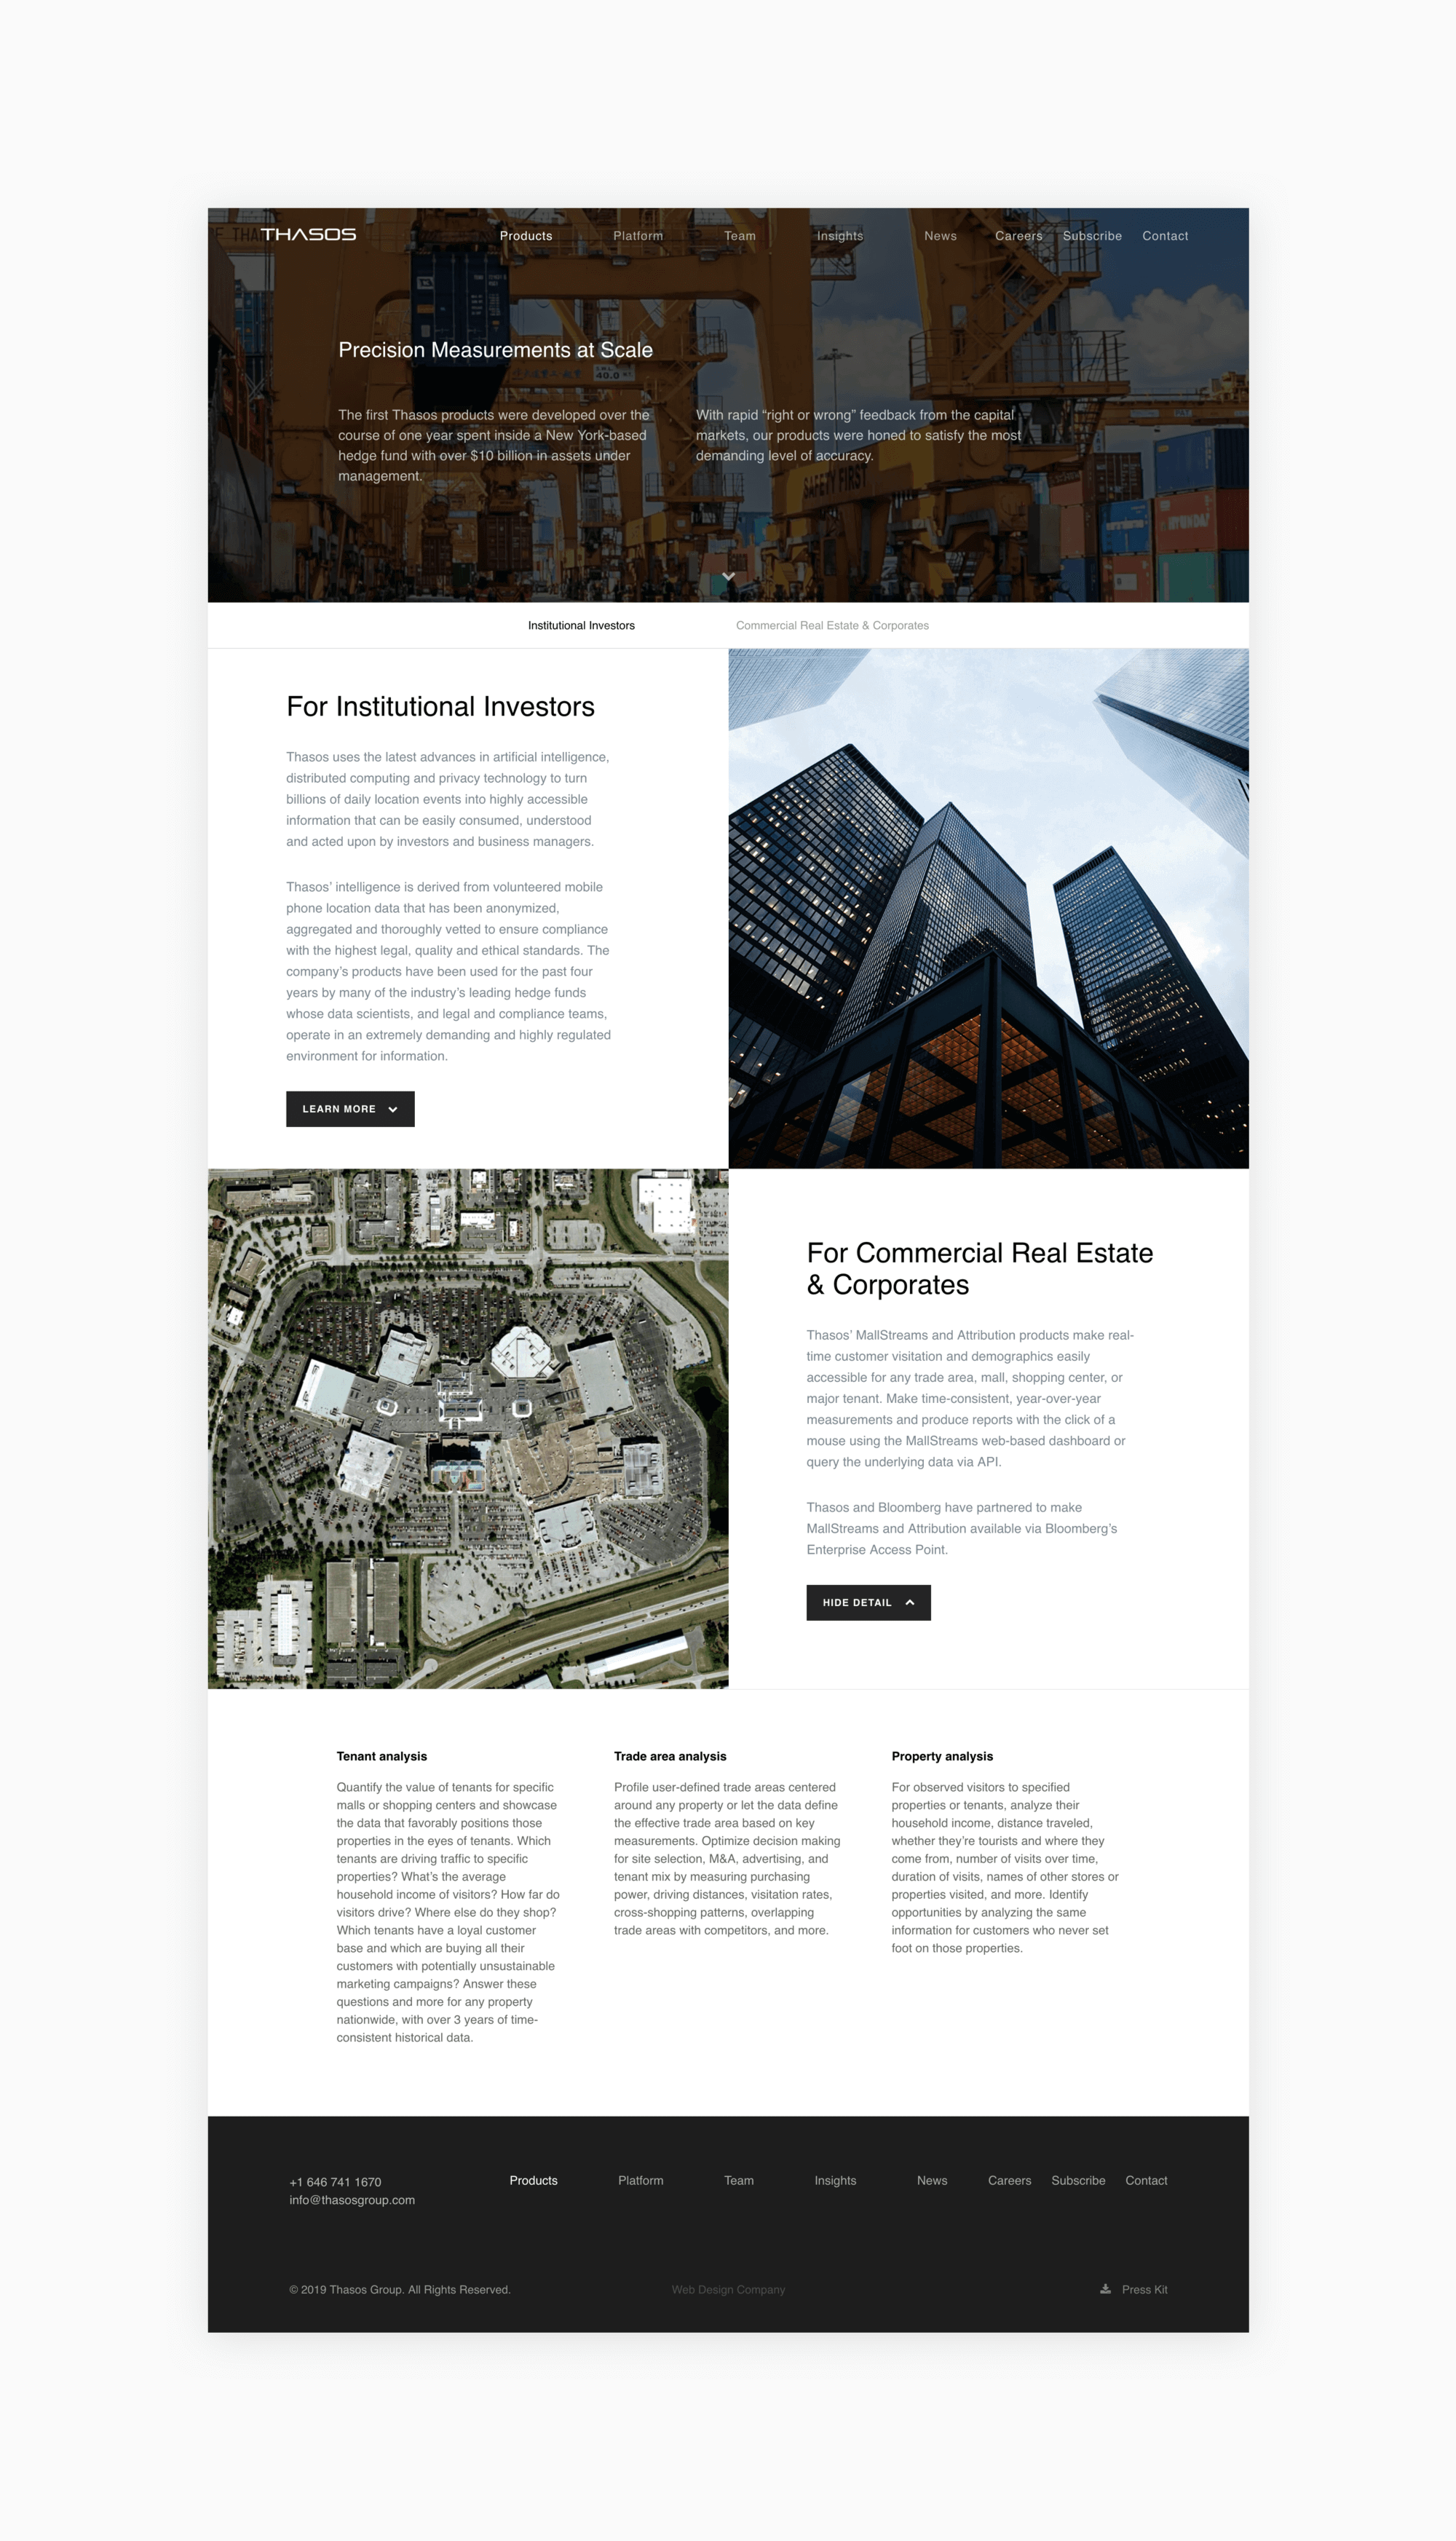 THASOS
Products Platform Team Insights News Careers Subscribe Contact
Precision Measurements at Scale
40.0
The first Thasos products were developed over the
course of one year spent inside a New York-based
hedge fund with over $10 billion in assets under
management.
With rapid “right or wrong” feedback from the capital
markets, our products were honed to satisfy the most
demanding level of accuracy.
SAFETY FIRST
HYUNDAI
Institutional Investors
Commercial Real Estate & Corporates
For Institutional Investors
Thasos uses the latest advances in artificial intelligence,
distributed computing and privacy technology to turn
billions of daily location events into highly accessible
information that can be easily consumed, understood
and acted upon by investors and business managers.
Thasos’ intelligence is derived from volunteered mobile
phone location data that has been anonymized,
aggregated and thoroughly vetted to ensure compliance
with the highest legal, quality and ethical standards. The
company’s products have been used for the past four
years by many of the industry’s leading hedge funds
whose data scientists, and legal and compliance teams,
operate in an extremely demanding and highly regulated
environment for information.
LEARN MORE
For Commercial Real Estate
& Corporates
Thasos’ MallStreams and Attribution products make real-
time customer visitation and demographics easily
accessible for any trade area, mall, shopping center, or
major tenant. Make time-consistent, year-over-year
measurements and produce reports with the click of a
mouse using the MallStreams web-based dashboard or
query the underlying data via API.
Thasos and Bloomberg have partnered to make
MallStreams and Attribution available via Bloomberg’s
Enterprise Access Point.
HIDE DETAIL
Tenant analysis
Quantify the value of tenants for specific
malls or shopping centers and showcase
the data that favorably positions those
properties in the eyes of tenants. Which
tenants are driving traffic to specific
properties? What’s the average
household income of visitors? How far do
visitors drive? Where else do they shop?
Which tenants have a loyal customer
base and which are buying all their
customers with potentially unsustainable
marketing campaigns? Answer these
questions and more for any property
nationwide, with over 3 years of time-
consistent historical data.
Trade area analysis
Profile user-defined trade areas centered
around any property or let the data define
the effective trade area based on key
measurements. Optimize decision making
for site selection, M&A, advertising, and
tenant mix by measuring purchasing
power, driving distances, visitation rates,
cross-shopping patterns, overlapping
trade areas with competitors, and more.
Property analysis
For observed visitors to specified
properties or tenants, analyze their
household income, distance traveled,
whether they’re tourists and where they
come from, number of visits over time,
duration of visits, names of other stores or
properties visited, and more. Identify
opportunities by analyzing the same
information for customers who never set
foot on those properties.
+1 646 741 1670
info@thasosgroup.com
Products Platform Team Insights News Careers Subscribe Contact
© 2019 Thasos Group. All Rights Reserved.
Web Design Company
Press Kit